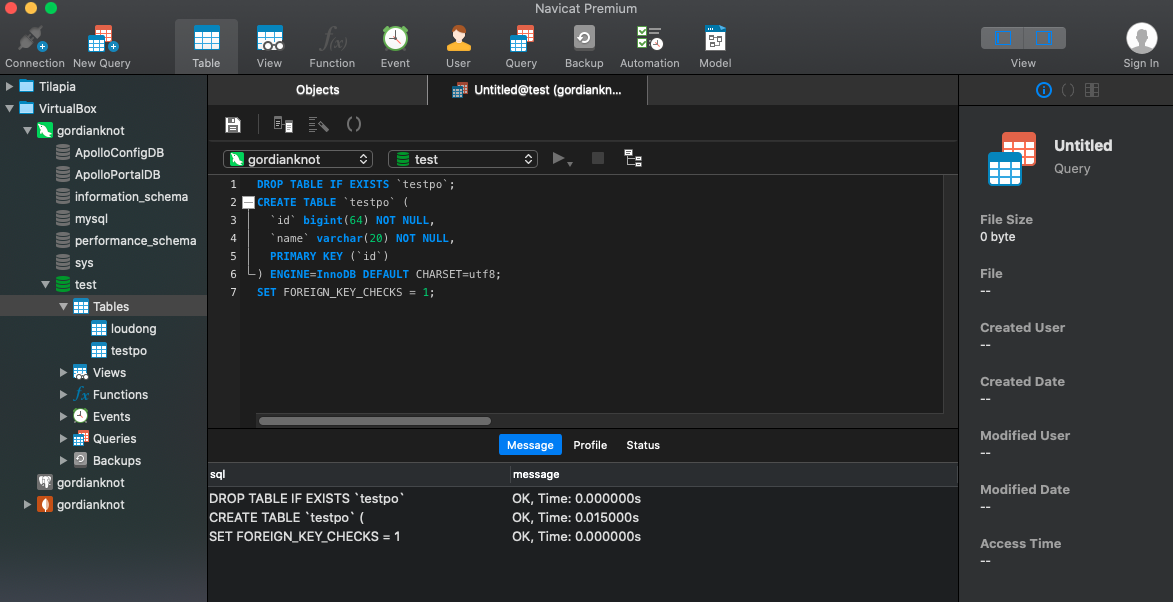 Navicat Premium
Connection New Query Table View Function Event User Query Backup Automation Model View Sign In
Tilapia
VirtualBox
gordianknot
ApolloConfigDB
ApolloPortalDB
information_schema
mysql
performance_schema
sys
test
Tables
loudong
testpo
Views
Functions
Events
Queries
Backups
gordianknot
gordianknot
Objects
Untitled@test (gordiankn...
gordianknot
test
1 DROP TABLE IF EXISTS `testpo`;
2 CREATE TABLE `testpo` (
3 `id` bigint(64) NOT NULL,
4 `name` varchar(20) NOT NULL,
5 PRIMARY KEY (`id`)
6 ) ENGINE=InnoDB DEFAULT CHARSET=utf8;
7 SET FOREIGN_KEY_CHECKS = 1;
Message Profile Status
sql message
DROP TABLE IF EXISTS `testpo` OK, Time: 0.000000s
CREATE TABLE `testpo` ( OK, Time: 0.015000s
SET FOREIGN_KEY_CHECKS = 1 OK, Time: 0.000000s
Untitled
Query
File Size
0 byte
File
--
Created User
--
Created Date
--
Modified User
--
Modified Date
--
Access Time
--